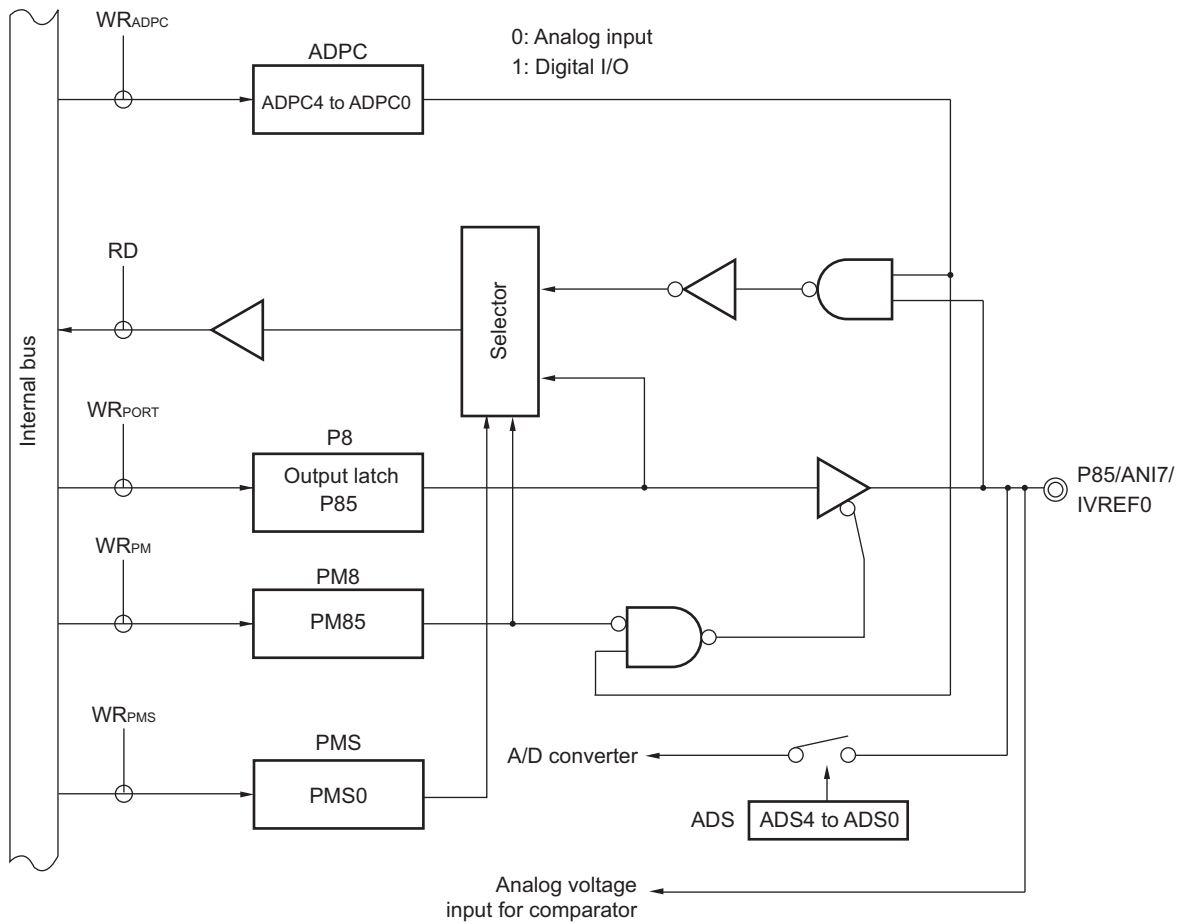 WRADPC
0: Analog input
1: Digital I/O
ADPC
ADPC4 to ADPC0
RD
Selector
Internal bus
WRPORT
P8
Output latch
P85
P85/ANI7/
IVREF0
WRPM
PM8
PM85
WRPMS
PMS
PMS0
A/D converter
ADS
ADS4 to ADS0
Analog voltage
input for comparator